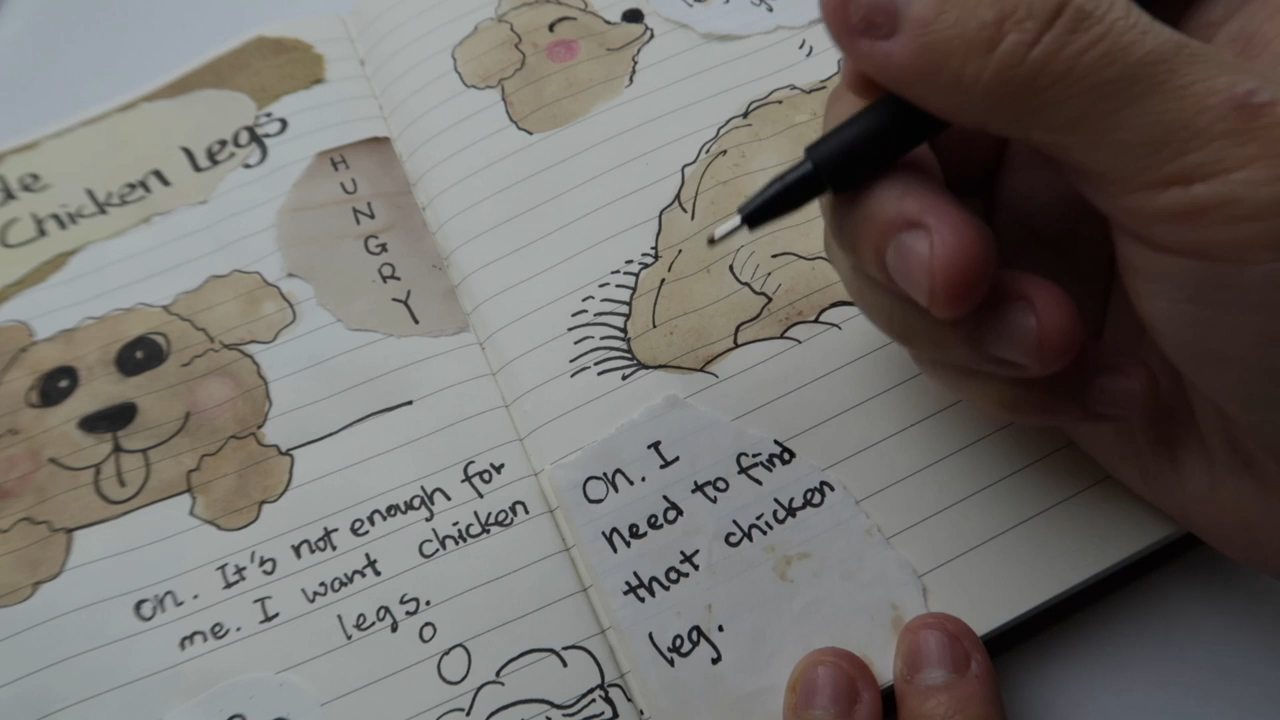 de
Chicken Legs
HUNGRY
On. It's not enough for
me. I want chicken
legs.
On. I
need to find
that chicken
leg.